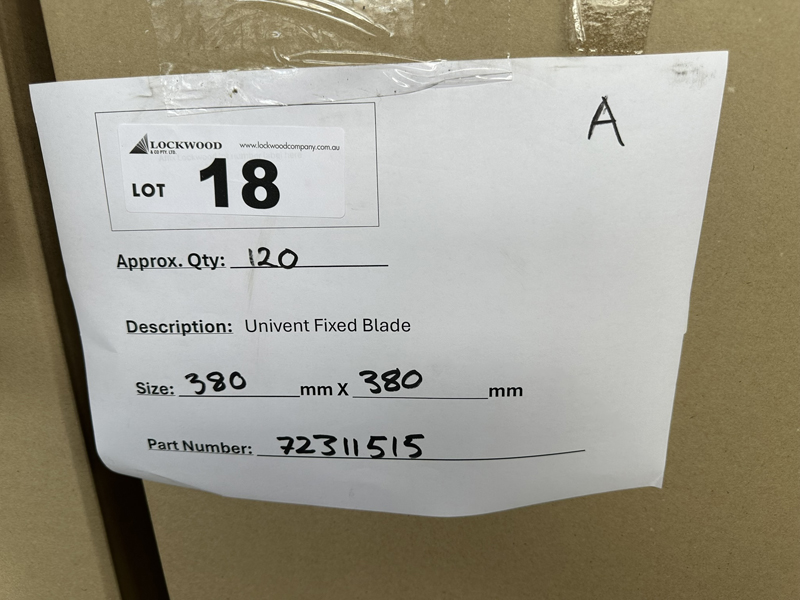 A
LOCKWOOD www.lockwoodcompany.com.au
& CO PTY. LTD.
LOT 18
Approx. Qty: 120
Description: Univent Fixed Blade
Size: 380 mm X 380 mm
Part Number: 72311515